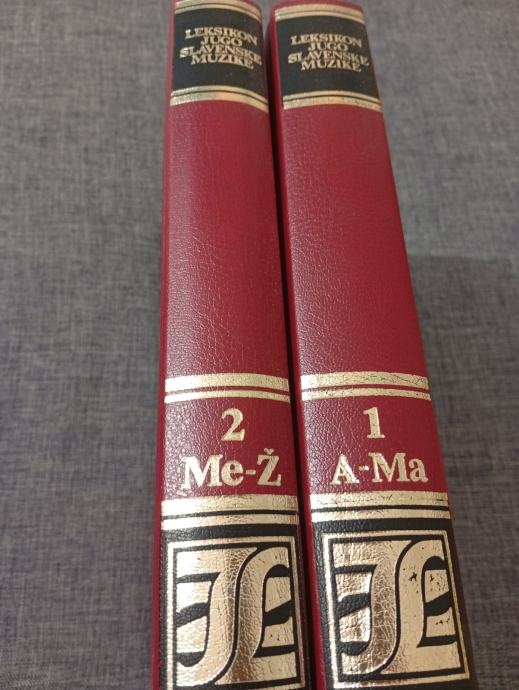 LEKSIKON
JUGO
SLAVENSKE
MUZIKE
2
Me-Ž
LEKSIKON
JUGO
SLAVENSKE
MUZIKE
1
A-Ma